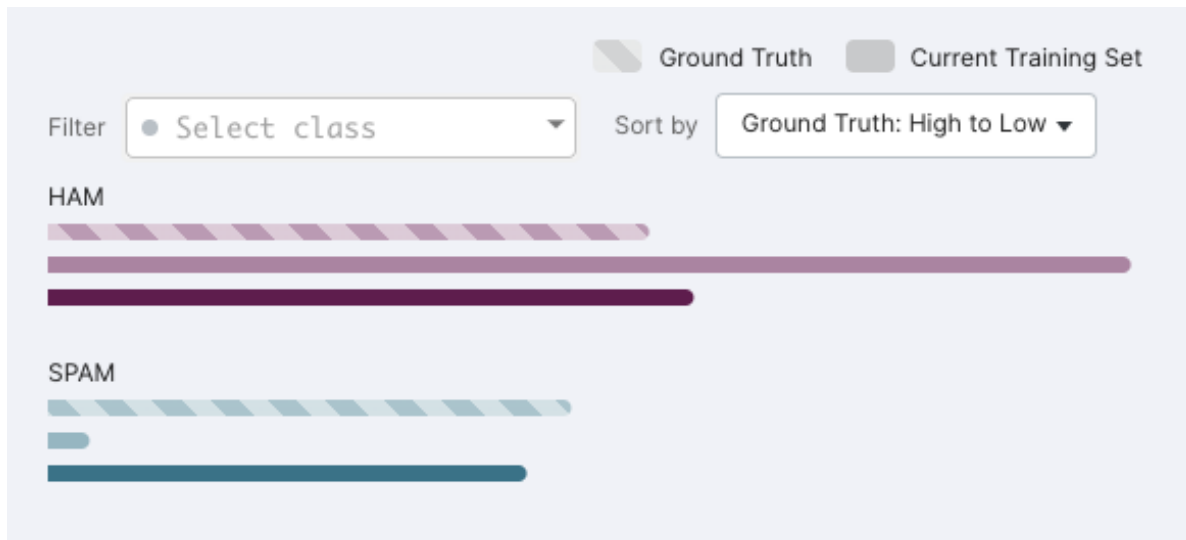 Ground Truth Current Training Set
Filter Select class Sort by Ground Truth: High to Low
HAM
SPAM